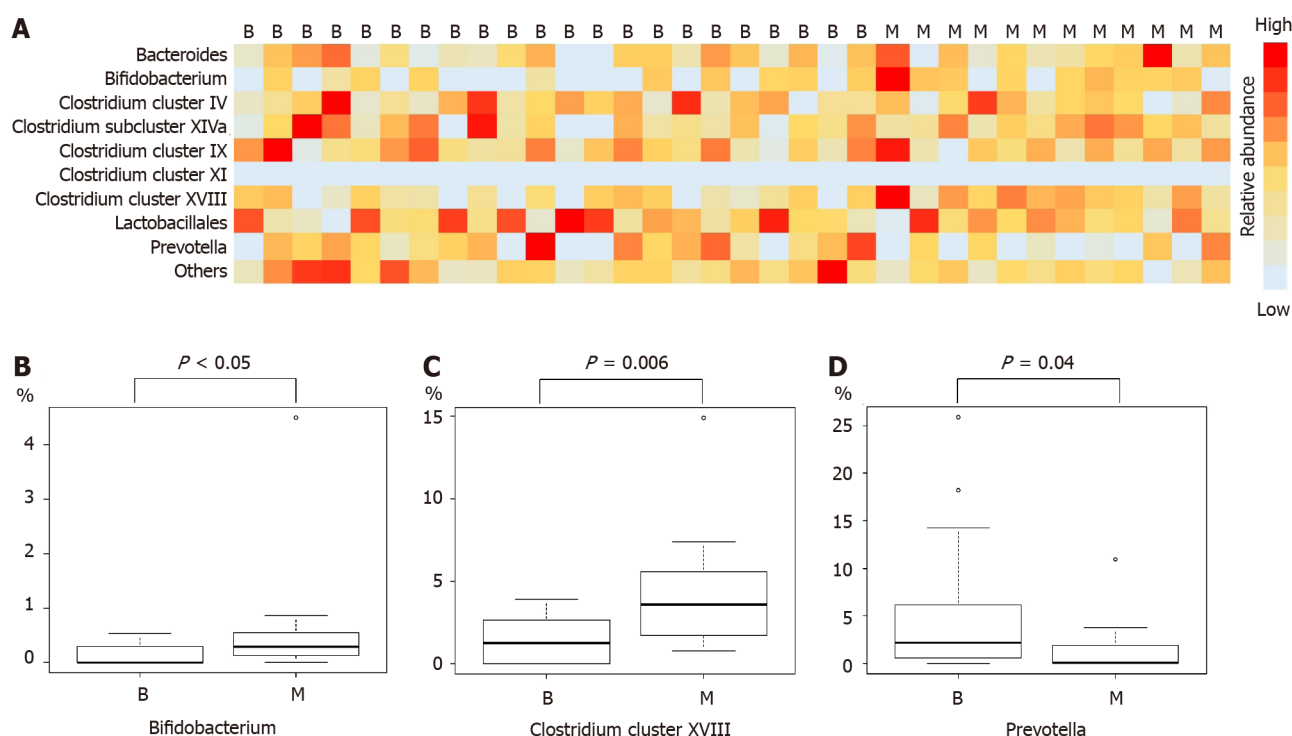 A
B B B B B B B B B B B B B B B B B B B B B B M M M M M M M M M M M M
High
Bacteroides
Bifidobacterium
Clostridium cluster IV
Clostridium subcluster XIVa
Clostridium cluster IX
Clostridium cluster XI
Clostridium cluster XVIII
Lactobacillales
Prevotella
Others
Relative abundance
Low
B
P < 0.05
%
4
3
2
1
0
B M
Bifidobacterium
C
P = 0.006
%
15
10
5
0
B M
Clostridium cluster XVIII
D
P = 0.04
%
25
20
15
10
5
0
B M
Prevotella